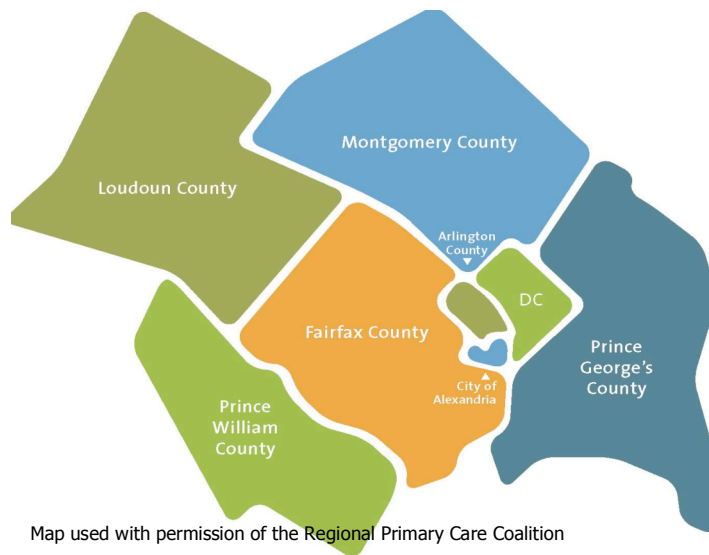 Montgomery County
Loudoun County
Arlington
County
DC
Fairfax County
Prince
George’s
County
City of
Alexandria
Prince
William
County
Map used with permission of the Regional Primary Care Coalition